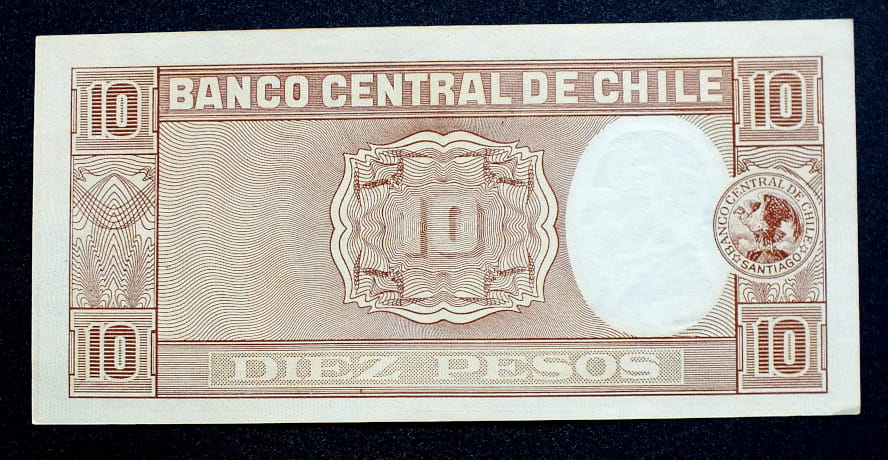 10 BANCO CENTRAL DE CHILE 10
10
BANCO CENTRAL DE CHILE
SANTIAGO
10 DIEZ PESOS 10